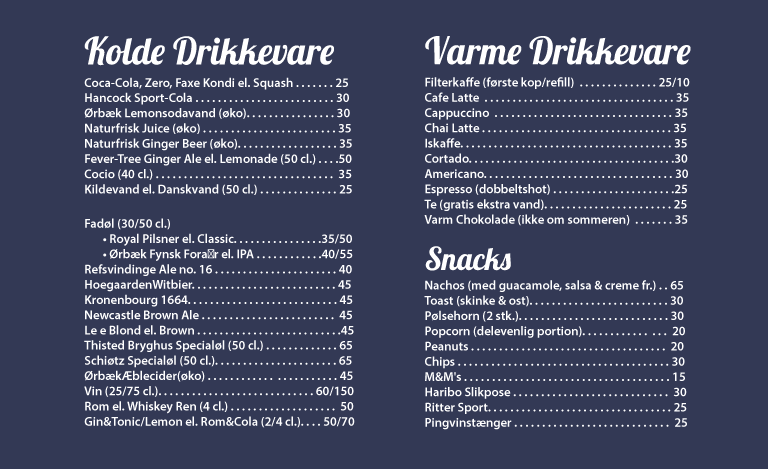 Kolde Drikkevare
Coca-Cola, Zero, Faxe Kondi el. Squash . . . . . . . 25
Hancock Sport-Cola . . . . . . . . . . . . . . . . . . . . . . . 30
Ørbæk Lemonsodavand (øko). . . . . . . . . . . . . . . 30
Naturfrisk Juice (øko) . . . . . . . . . . . . . . . . . . . . . . 35
Naturfrisk Ginger Beer (øko). . . . . . . . . . . . . . . . . 35
Fever-Tree Ginger Ale el. Lemonade (50 cl.) . . . .50
Cocio (40 cl.) . . . . . . . . . . . . . . . . . . . . . . . . . . . . . 35
Kildevand el. Danskvand (50 cl.) . . . . . . . . . . . . . 25
Fadøl (30/50 cl.)
• Royal Pilsner el. Classic. . . . . . . . . . . . . . .35/50
• Ørbæk Fynsk Fora r el. IPA . . . . . . . . . . .40/55
Refsvindinge Ale no. 16 . . . . . . . . . . . . . . . . . . . . 40
HoegaardenWitbier. . . . . . . . . . . . . . . . . . . . . . . . 45
Kronenbourg 1664. . . . . . . . . . . . . . . . . . . . . . . . . 45
Newcastle Brown Ale . . . . . . . . . . . . . . . . . . . . . . 45
Le e Blond el. Brown . . . . . . . . . . . . . . . . . . . . . . .45
Thisted Bryghus Specialøl (50 cl.) . . . . . . . . . . . . 65
Schiøtz Specialøl (50 cl.). . . . . . . . . . . . . . . . . . . . 65
ØrbækÆblecider(øko) . . . . . . . . . . . . . . . . . . . . . 45
Vin (25/75 cl.). . . . . . . . . . . . . . . . . . . . . . . . . 60/150
Rom el. Whiskey Ren (4 cl.) . . . . . . . . . . . . . . . . . 50
Gin&Tonic/Lemon el. Rom&Cola (2/4 cl.). . . . 50/70
Varme Drikkevare
Filterkaffe (første kop/refill) . . . . . . . . . . . . . . 25/10
Cafe Latte . . . . . . . . . . . . . . . . . . . . . . . . . . . . . . . 35
Cappuccino . . . . . . . . . . . . . . . . . . . . . . . . . . . . . 35
Chai Latte . . . . . . . . . . . . . . . . . . . . . . . . . . . . . . . 35
Iskaffe. . . . . . . . . . . . . . . . . . . . . . . . . . . . . . . . . . 35
Cortado. . . . . . . . . . . . . . . . . . . . . . . . . . . . . . . . .30
Americano. . . . . . . . . . . . . . . . . . . . . . . . . . . . . . . 30
Espresso (dobbeltshot) . . . . . . . . . . . . . . . . . . . .25
Te (gratis ekstra vand). . . . . . . . . . . . . . . . . . . . . 25
Varm Chokolade (ikke om sommeren) . . . . . . . 35
Snacks
Nachos (med guacamole, salsa & creme fr.) . . 65
Toast (skinke & ost). . . . . . . . . . . . . . . . . . . . . . . 30
Pølsehorn (2 stk.). . . . . . . . . . . . . . . . . . . . . . . . . 30
Popcorn (delevenlig portion). . . . . . . . . . . . . . . 20
Peanuts . . . . . . . . . . . . . . . . . . . . . . . . . . . . . . . . 20
Chips . . . . . . . . . . . . . . . . . . . . . . . . . . . . . . . . . . 30
M&M's . . . . . . . . . . . . . . . . . . . . . . . . . . . . . . . . . 15
Haribo Slikpose . . . . . . . . . . . . . . . . . . . . . . . . . . 30
Ritter Sport. . . . . . . . . . . . . . . . . . . . . . . . . . . . . . 25
Pingvinstænger . . . . . . . . . . . . . . . . . . . . . . . . . . 25